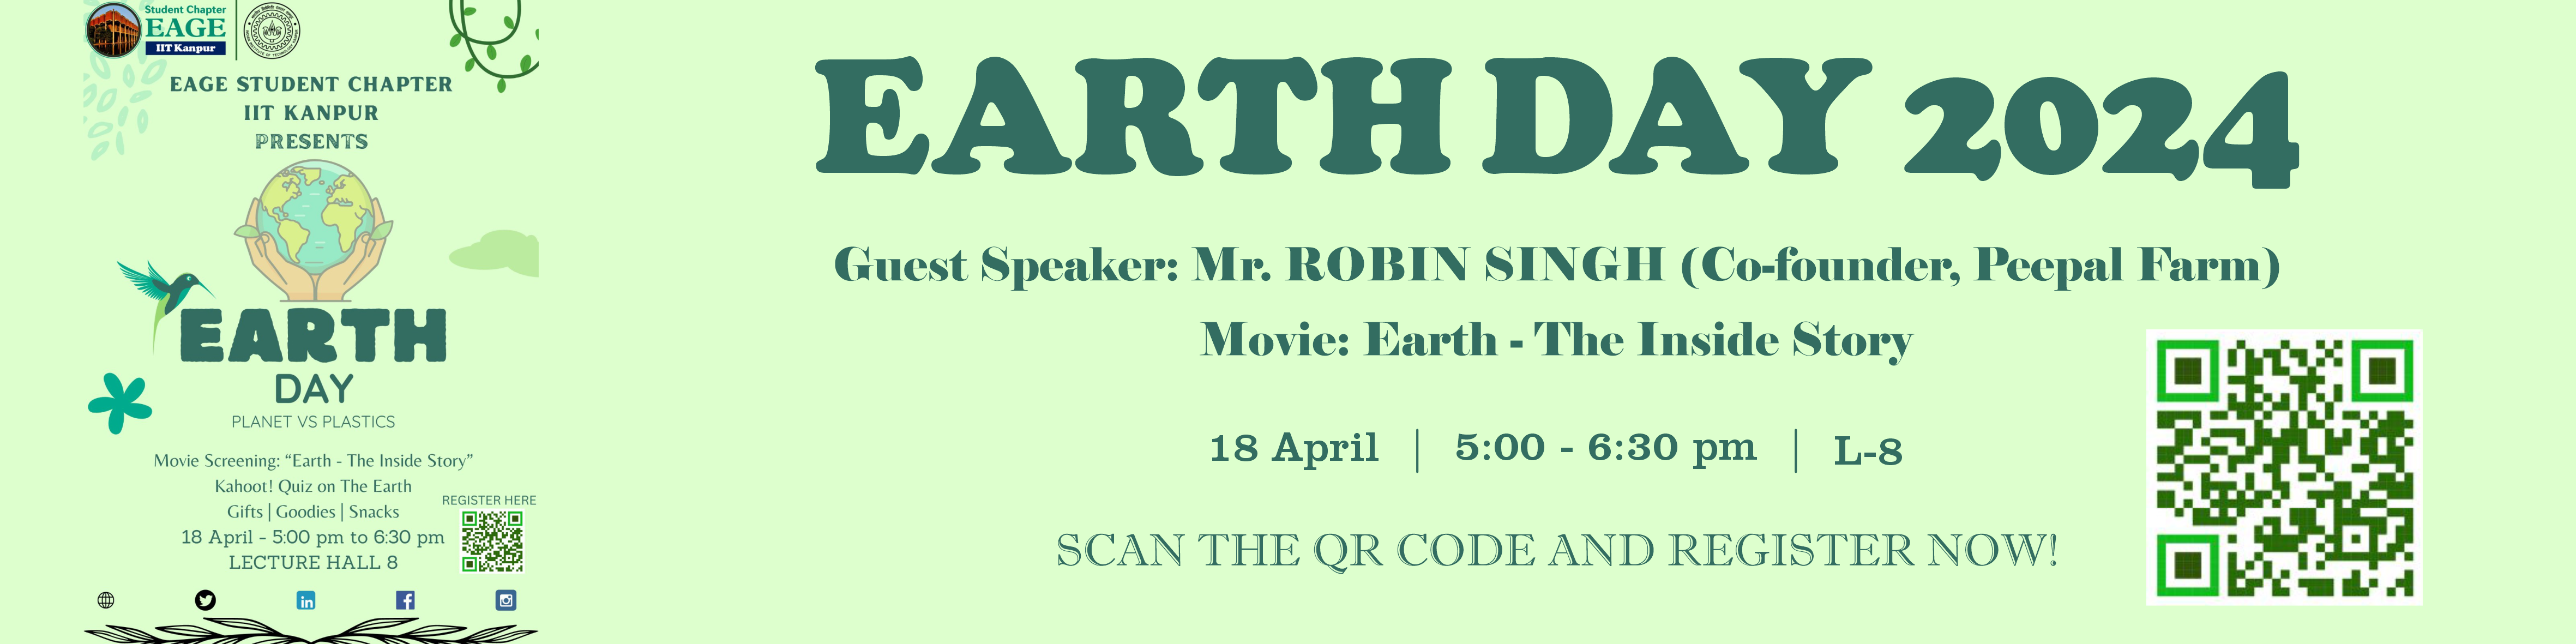 Student Chapter
EAGE
IIT Kanpur
EAGE STUDENT CHAPTER
IIT KANPUR
PRESENTS
EARTH
DAY
PLANET VS PLASTICS
Movie Screening: “Earth - The Inside Story”
Kahoot! Quiz on The Earth
Gifts | Goodies | Snacks
REGISTER HERE
18 April - 5:00 pm to 6:30 pm
LECTURE HALL 8
EARTH DAY 2024
Guest Speaker: Mr. ROBIN SINGH (Co-founder, Peepal Farm)
Movie: Earth - The Inside Story
18 April | 5:00 - 6:30 pm | L-8
SCAN THE QR CODE AND REGISTER NOW!